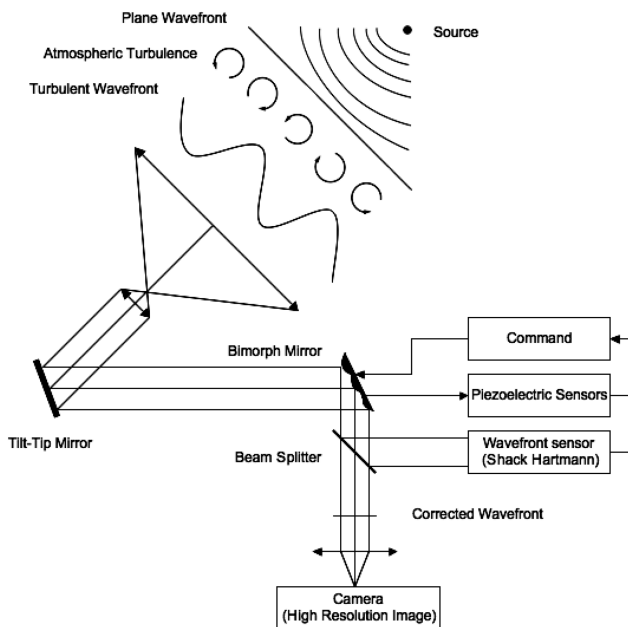 Plane Wavefront
Source
Atmospheric Turbulence
Turbulent Wavefront
Bimorph Mirror
Command
Piezoelectric Sensors
Tilt-Tip Mirror
Beam Splitter
Wavefront sensor
(Shack Hartmann)
Corrected Wavefront
Camera
(High Resolution Image)